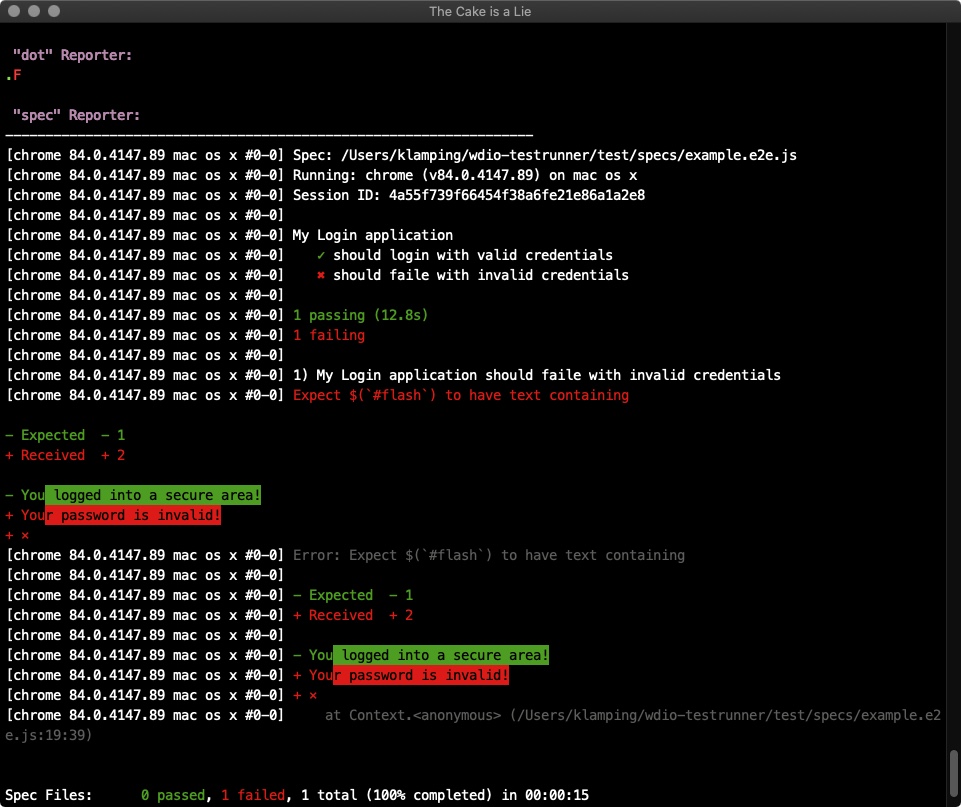 The Cake is a Lie
"dot" Reporter:
.F
"spec" Reporter:
------------------------------------------------------------------
[chrome 84.0.4147.89 mac os x #0-0] Spec: /Users/klamping/wdio-testrunner/test/specs/example.e2e.js
[chrome 84.0.4147.89 mac os x #0-0] Running: chrome (v84.0.4147.89) on mac os x
[chrome 84.0.4147.89 mac os x #0-0] Session ID: 4a55f739f66454f38a6fe21e86a1a2e8
[chrome 84.0.4147.89 mac os x #0-0]
[chrome 84.0.4147.89 mac os x #0-0] My Login application
[chrome 84.0.4147.89 mac os x #0-0]    ✓ should login with valid credentials
[chrome 84.0.4147.89 mac os x #0-0]    ✖ should faile with invalid credentials
[chrome 84.0.4147.89 mac os x #0-0]
[chrome 84.0.4147.89 mac os x #0-0] 1 passing (12.8s)
[chrome 84.0.4147.89 mac os x #0-0] 1 failing
[chrome 84.0.4147.89 mac os x #0-0]
[chrome 84.0.4147.89 mac os x #0-0] 1) My Login application should faile with invalid credentials
[chrome 84.0.4147.89 mac os x #0-0] Expect $(`#flash`) to have text containing
- Expected  - 1
+ Received  + 2
- You logged into a secure area!
+ Your password is invalid!
+ ×
[chrome 84.0.4147.89 mac os x #0-0] Error: Expect $(`#flash`) to have text containing
[chrome 84.0.4147.89 mac os x #0-0]
[chrome 84.0.4147.89 mac os x #0-0] - Expected  - 1
[chrome 84.0.4147.89 mac os x #0-0] + Received  + 2
[chrome 84.0.4147.89 mac os x #0-0]
[chrome 84.0.4147.89 mac os x #0-0] - You logged into a secure area!
[chrome 84.0.4147.89 mac os x #0-0] + Your password is invalid!
[chrome 84.0.4147.89 mac os x #0-0] + ×
[chrome 84.0.4147.89 mac os x #0-0]     at Context.<anonymous> (/Users/klamping/wdio-testrunner/test/specs/example.e2
e.js:19:39)
Spec Files:      0 passed, 1 failed, 1 total (100% completed) in 00:00:15